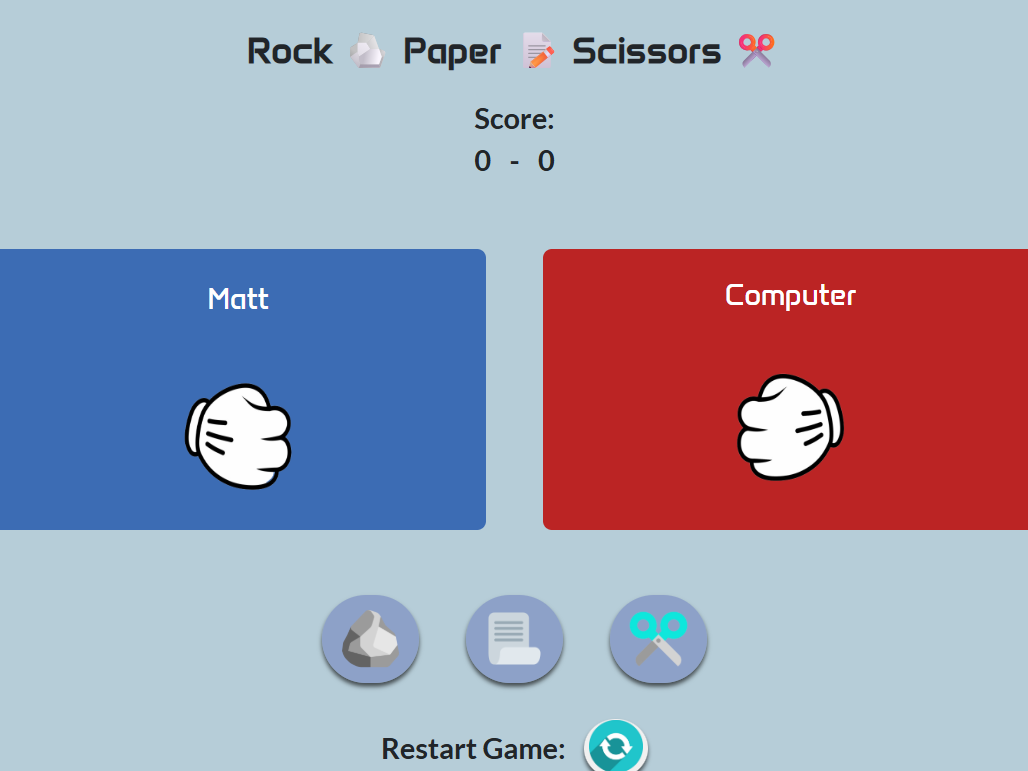 Rock Paper Scissors
Score:
0 - 0
Matt
Computer
Restart Game: